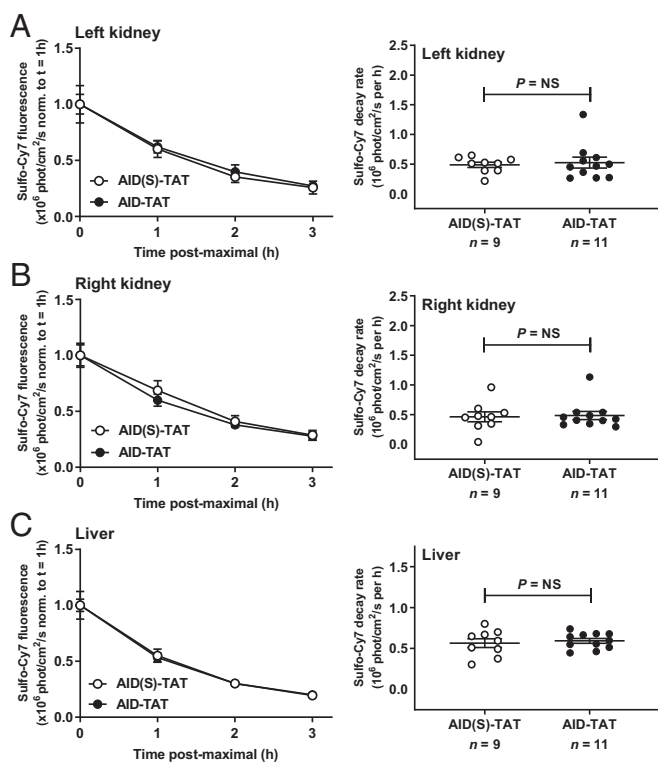 A
Left kidney
Sulfo-Cy7 fluorescence
(x10⁶ phot/cm²/s norm. to t = 1h)
1.5
1.0
0.5
0.0
AID(S)-TAT
AID-TAT
0 1 2 3
Time post-maximal (h)
Left kidney
Sulfo-Cy7 decay rate
(10⁶ phot/cm²/s per h)
2.5
2.0
1.5
1.0
0.5
0.0
P = NS
AID(S)-TAT AID-TAT
n = 9 n = 11
B
Right kidney
Sulfo-Cy7 fluorescence
(x10⁶ phot/cm²/s norm. to t = 1h)
1.5
1.0
0.5
0.0
AID(S)-TAT
AID-TAT
0 1 2 3
Time post-maximal (h)
Right kidney
Sulfo-Cy7 decay rate
(10⁶ phot/cm²/s per h)
2.5
2.0
1.5
1.0
0.5
0.0
P = NS
AID(S)-TAT AID-TAT
n = 9 n = 11
C
Liver
Sulfo-Cy7 fluorescence
(x10⁶ phot/cm²/s norm. to t = 1h)
1.5
1.0
0.5
0.0
AID(S)-TAT
AID-TAT
0 1 2 3
Time post-maximal (h)
Liver
Sulfo-Cy7 decay rate
(10⁶ phot/cm²/s per h)
2.5
2.0
1.5
1.0
0.5
0.0
P = NS
AID(S)-TAT AID-TAT
n = 9 n = 11